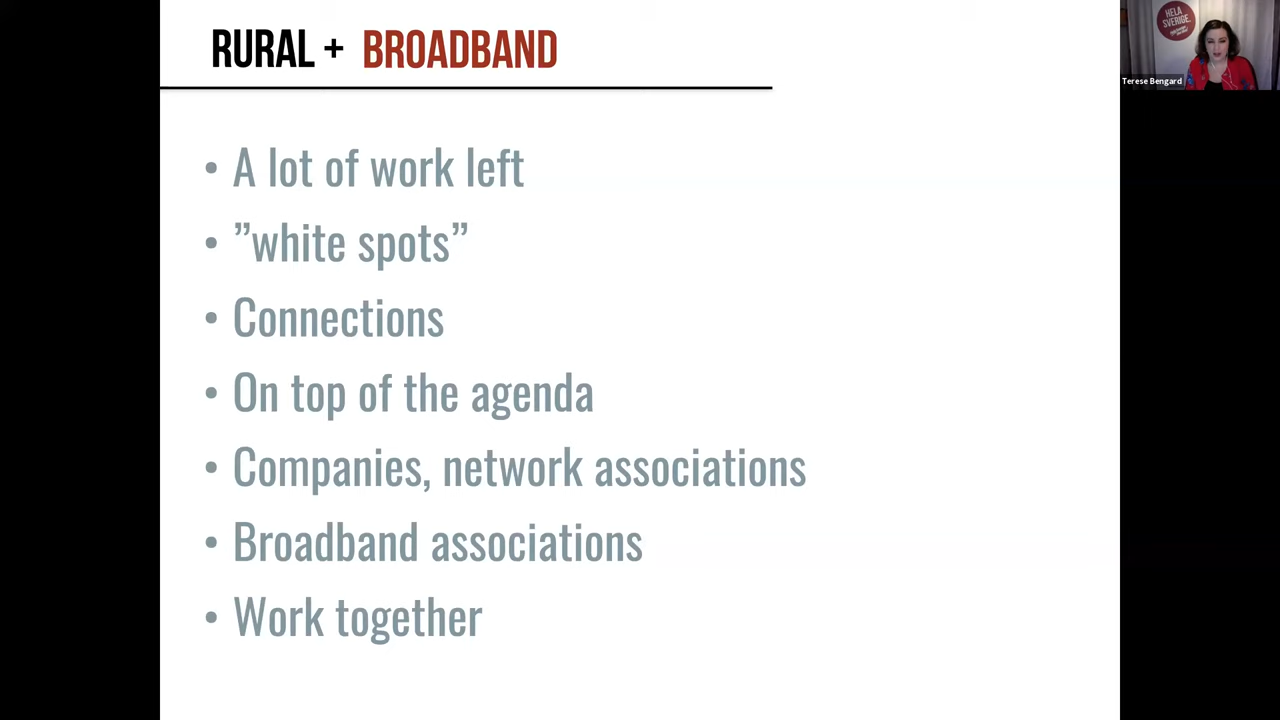 RURAL + BROADBAND
• A lot of work left
• ”white spots”
• Connections
• On top of the agenda
• Companies, network associations
• Broadband associations
• Work together
HELA
SVERIGE.
Terese Bengard